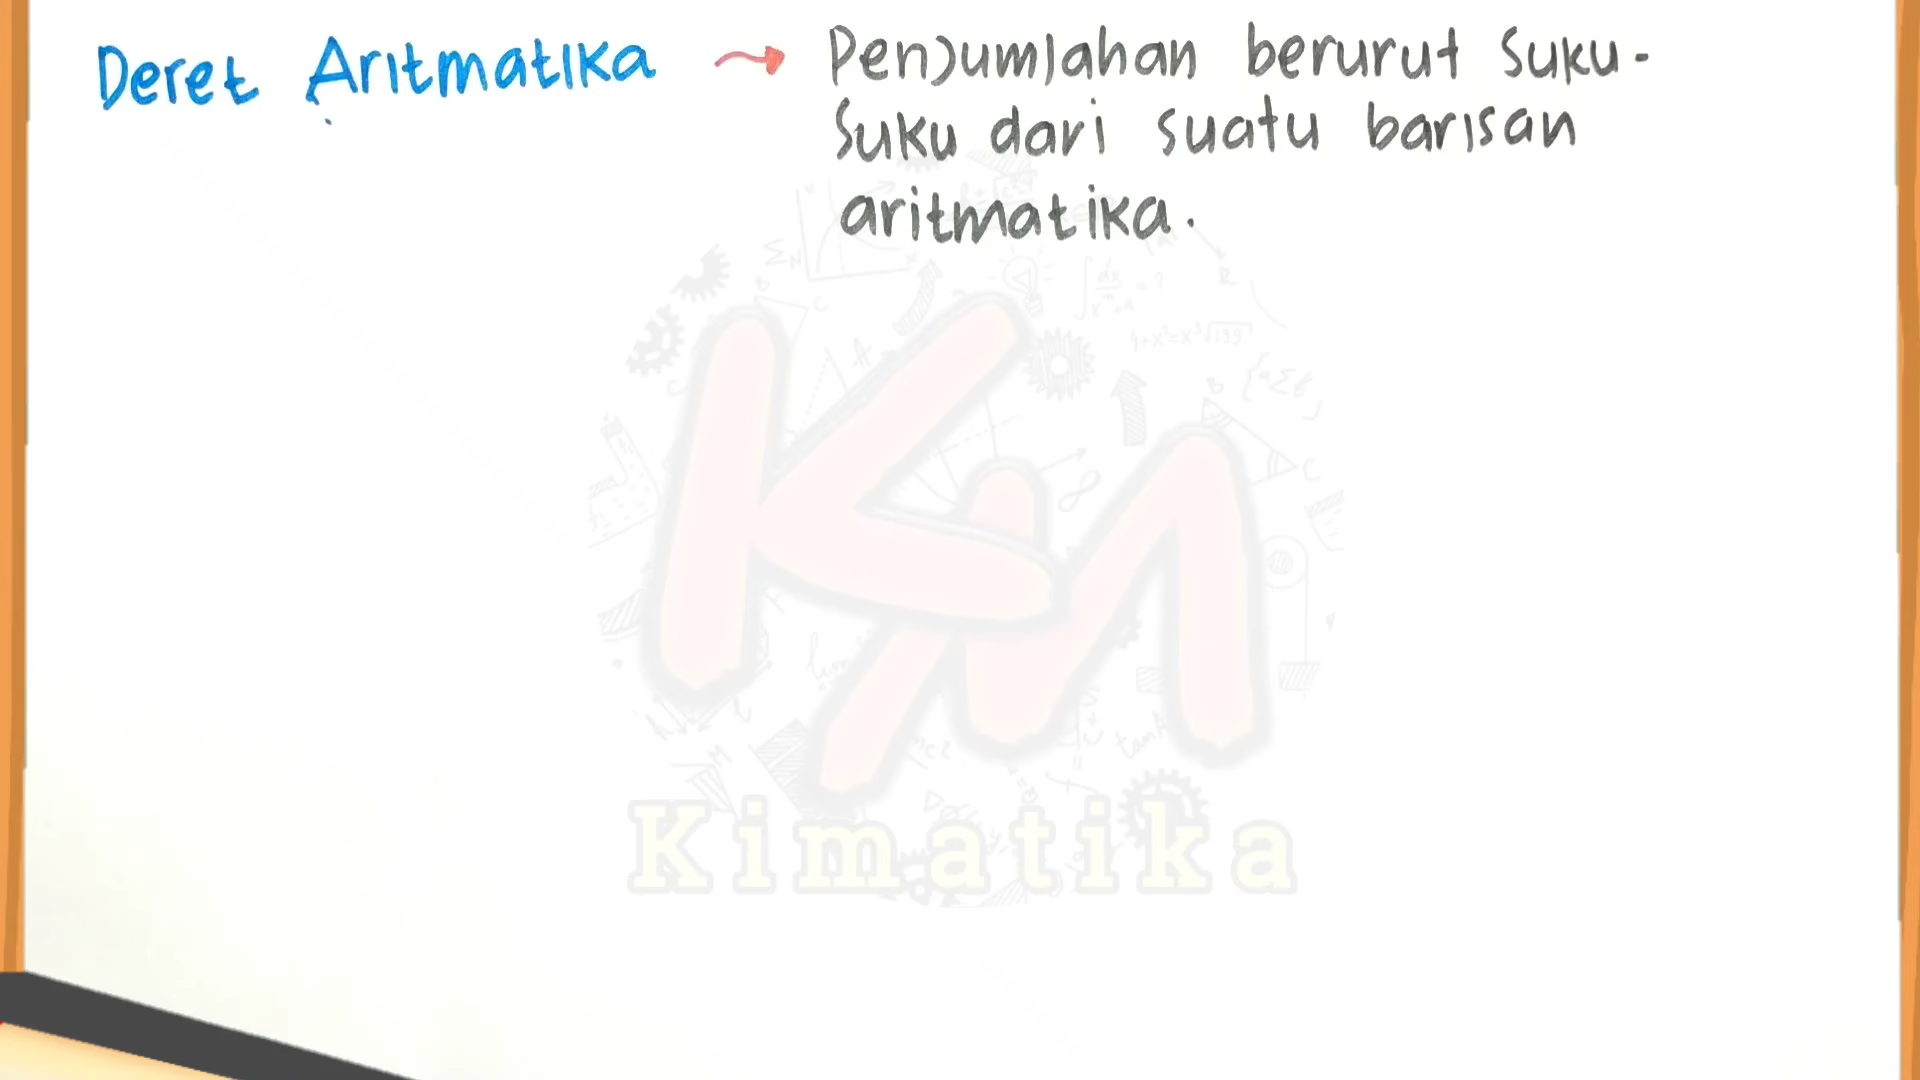 Deret Aritmatika → Penjumlahan berurut suku-
suku dari suatu barisan
aritmatika.
Kimatika